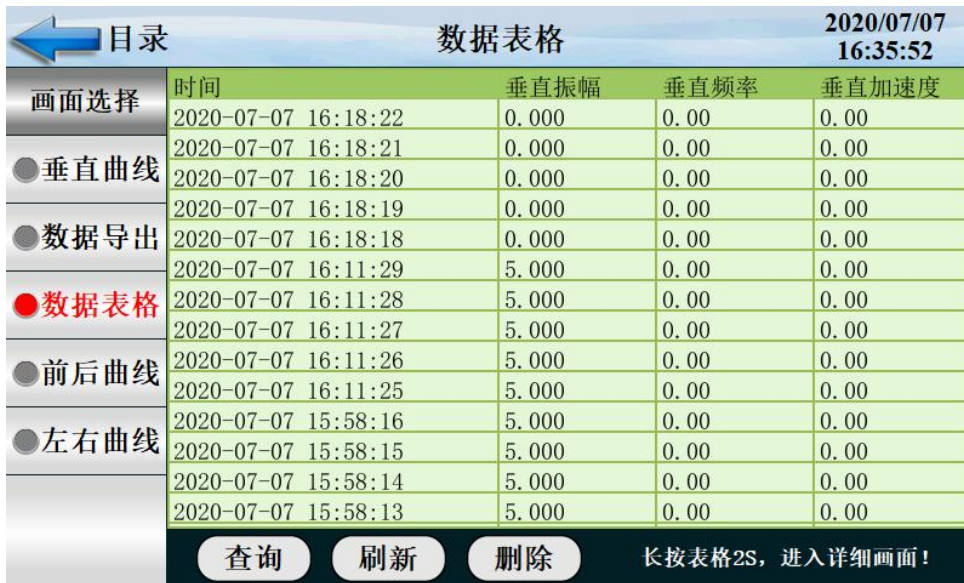 目录
数据表格
2020/07/07
16:35:52
画面选择
垂直曲线
数据导出
数据表格
前后曲线
左右曲线
时间 垂直振幅 垂直频率 垂直加速度
2020-07-07 16:18:22 0.000 0.00 0.00
2020-07-07 16:18:21 0.000 0.00 0.00
2020-07-07 16:18:20 0.000 0.00 0.00
2020-07-07 16:18:19 0.000 0.00 0.00
2020-07-07 16:18:18 0.000 0.00 0.00
2020-07-07 16:11:29 5.000 0.00 0.00
2020-07-07 16:11:28 5.000 0.00 0.00
2020-07-07 16:11:27 5.000 0.00 0.00
2020-07-07 16:11:26 5.000 0.00 0.00
2020-07-07 16:11:25 5.000 0.00 0.00
2020-07-07 15:58:16 5.000 0.00 0.00
2020-07-07 15:58:15 5.000 0.00 0.00
2020-07-07 15:58:14 5.000 0.00 0.00
2020-07-07 15:58:13 5.000 0.00 0.00
查询 刷新 删除 长按表格2S，进入详细画面！